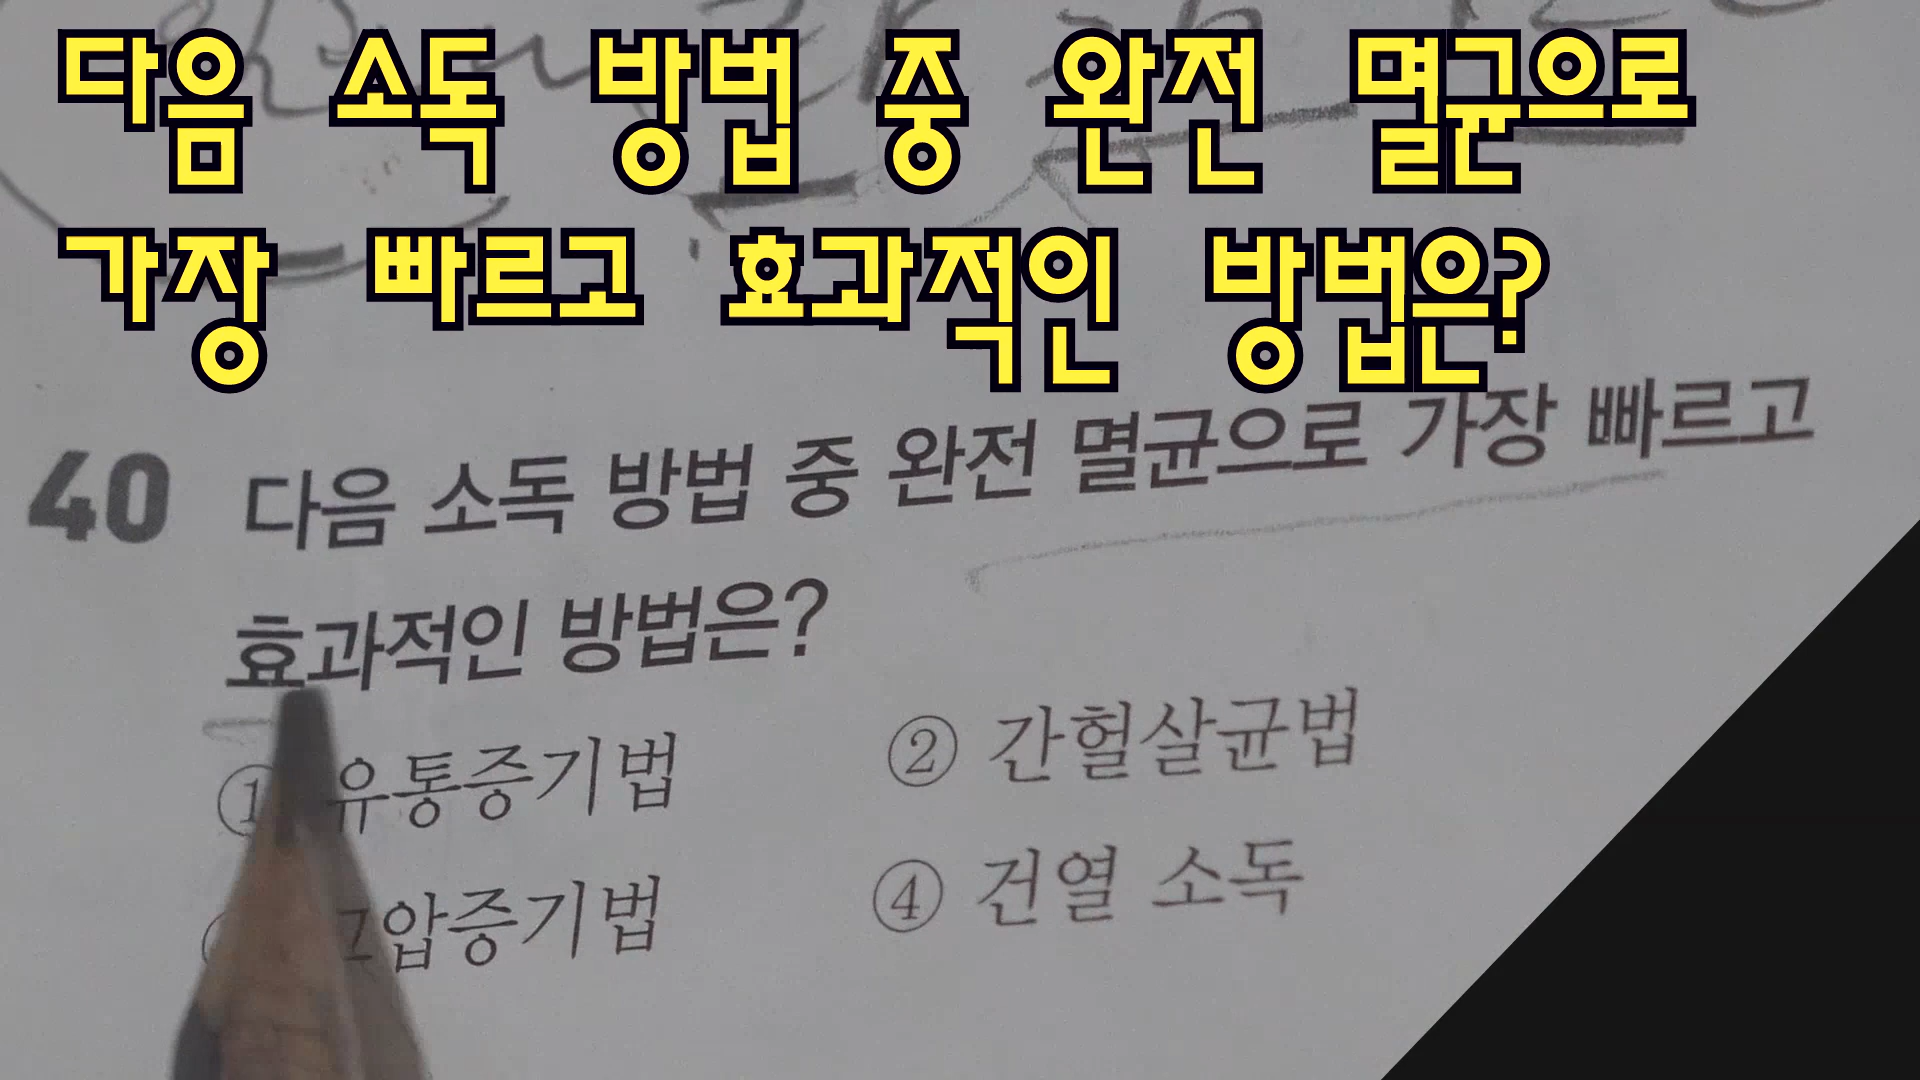 다음 소독 방법 중 완전 멸균으로
가장 빠르고 효과적인 방법은?
40 다음 소독 방법 중 완전 멸균으로 가장 빠르고
효과적인 방법은?
① 유통증기법
② 간헐살균법
고압증기법
④ 건열 소독